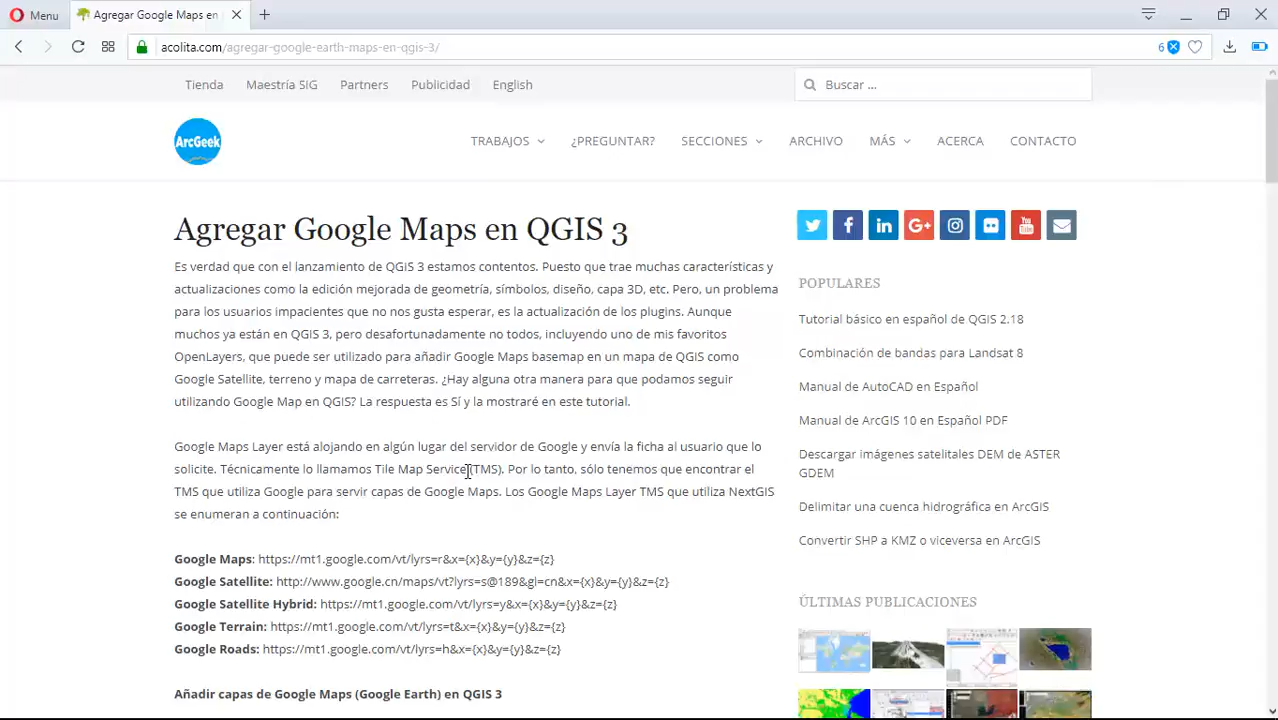 Menu
Agregar Google Maps en
acolita.com/agregar-google-earth-maps-en-qgis-3/
6
Tienda Maestría SIG Partners Publicidad English
Buscar ...
ArcGeek
TRABAJOS ¿PREGUNTAR? SECCIONES ARCHIVO MÁS ACERCA CONTACTO
Agregar Google Maps en QGIS 3
Es verdad que con el lanzamiento de QGIS 3 estamos contentos. Puesto que trae muchas características y
actualizaciones como la edición mejorada de geometría, símbolos, diseño, capa 3D, etc. Pero, un problema
para los usuarios impacientes que no nos gusta esperar, es la actualización de los plugins. Aunque
muchos ya están en QGIS 3, pero desafortunadamente no todos, incluyendo uno de mis favoritos
OpenLayers, que puede ser utilizado para añadir Google Maps basemap en un mapa de QGIS como
Google Satellite, terreno y mapa de carreteras. ¿Hay alguna otra manera para que podamos seguir
utilizando Google Map en QGIS? La respuesta es Sí y la mostraré en este tutorial.
Google Maps Layer está alojando en algún lugar del servidor de Google y envía la ficha al usuario que lo
solicite. Técnicamente lo llamamos Tile Map Service (TMS). Por lo tanto, sólo tenemos que encontrar el
TMS que utiliza Google para servir capas de Google Maps. Los Google Maps Layer TMS que utiliza NextGIS
se enumeran a continuación:
Google Maps: https://mt1.google.com/vt/lyrs=r&x={x}&y={y}&z={z}
Google Satellite: http://www.google.cn/maps/vt?lyrs=s@189&gl=cn&x={x}&y={y}&z={z}
Google Satellite Hybrid: https://mt1.google.com/vt/lyrs=y&x={x}&y={y}&z={z}
Google Terrain: https://mt1.google.com/vt/lyrs=t&x={x}&y={y}&z={z}
Google Roads: https://mt1.google.com/vt/lyrs=h&x={x}&y={y}&z={z}
Añadir capas de Google Maps (Google Earth) en QGIS 3
G+
You Tube
POPULARES
Tutorial básico en español de QGIS 2.18
Combinación de bandas para Landsat 8
Manual de AutoCAD en Español
Manual de ArcGIS 10 en Español PDF
Descargar imágenes satelitales DEM de ASTER
GDEM
Delimitar una cuenca hidrográfica en ArcGIS
Convertir SHP a KMZ o viceversa en ArcGIS
ÚLTIMAS PUBLICACIONES